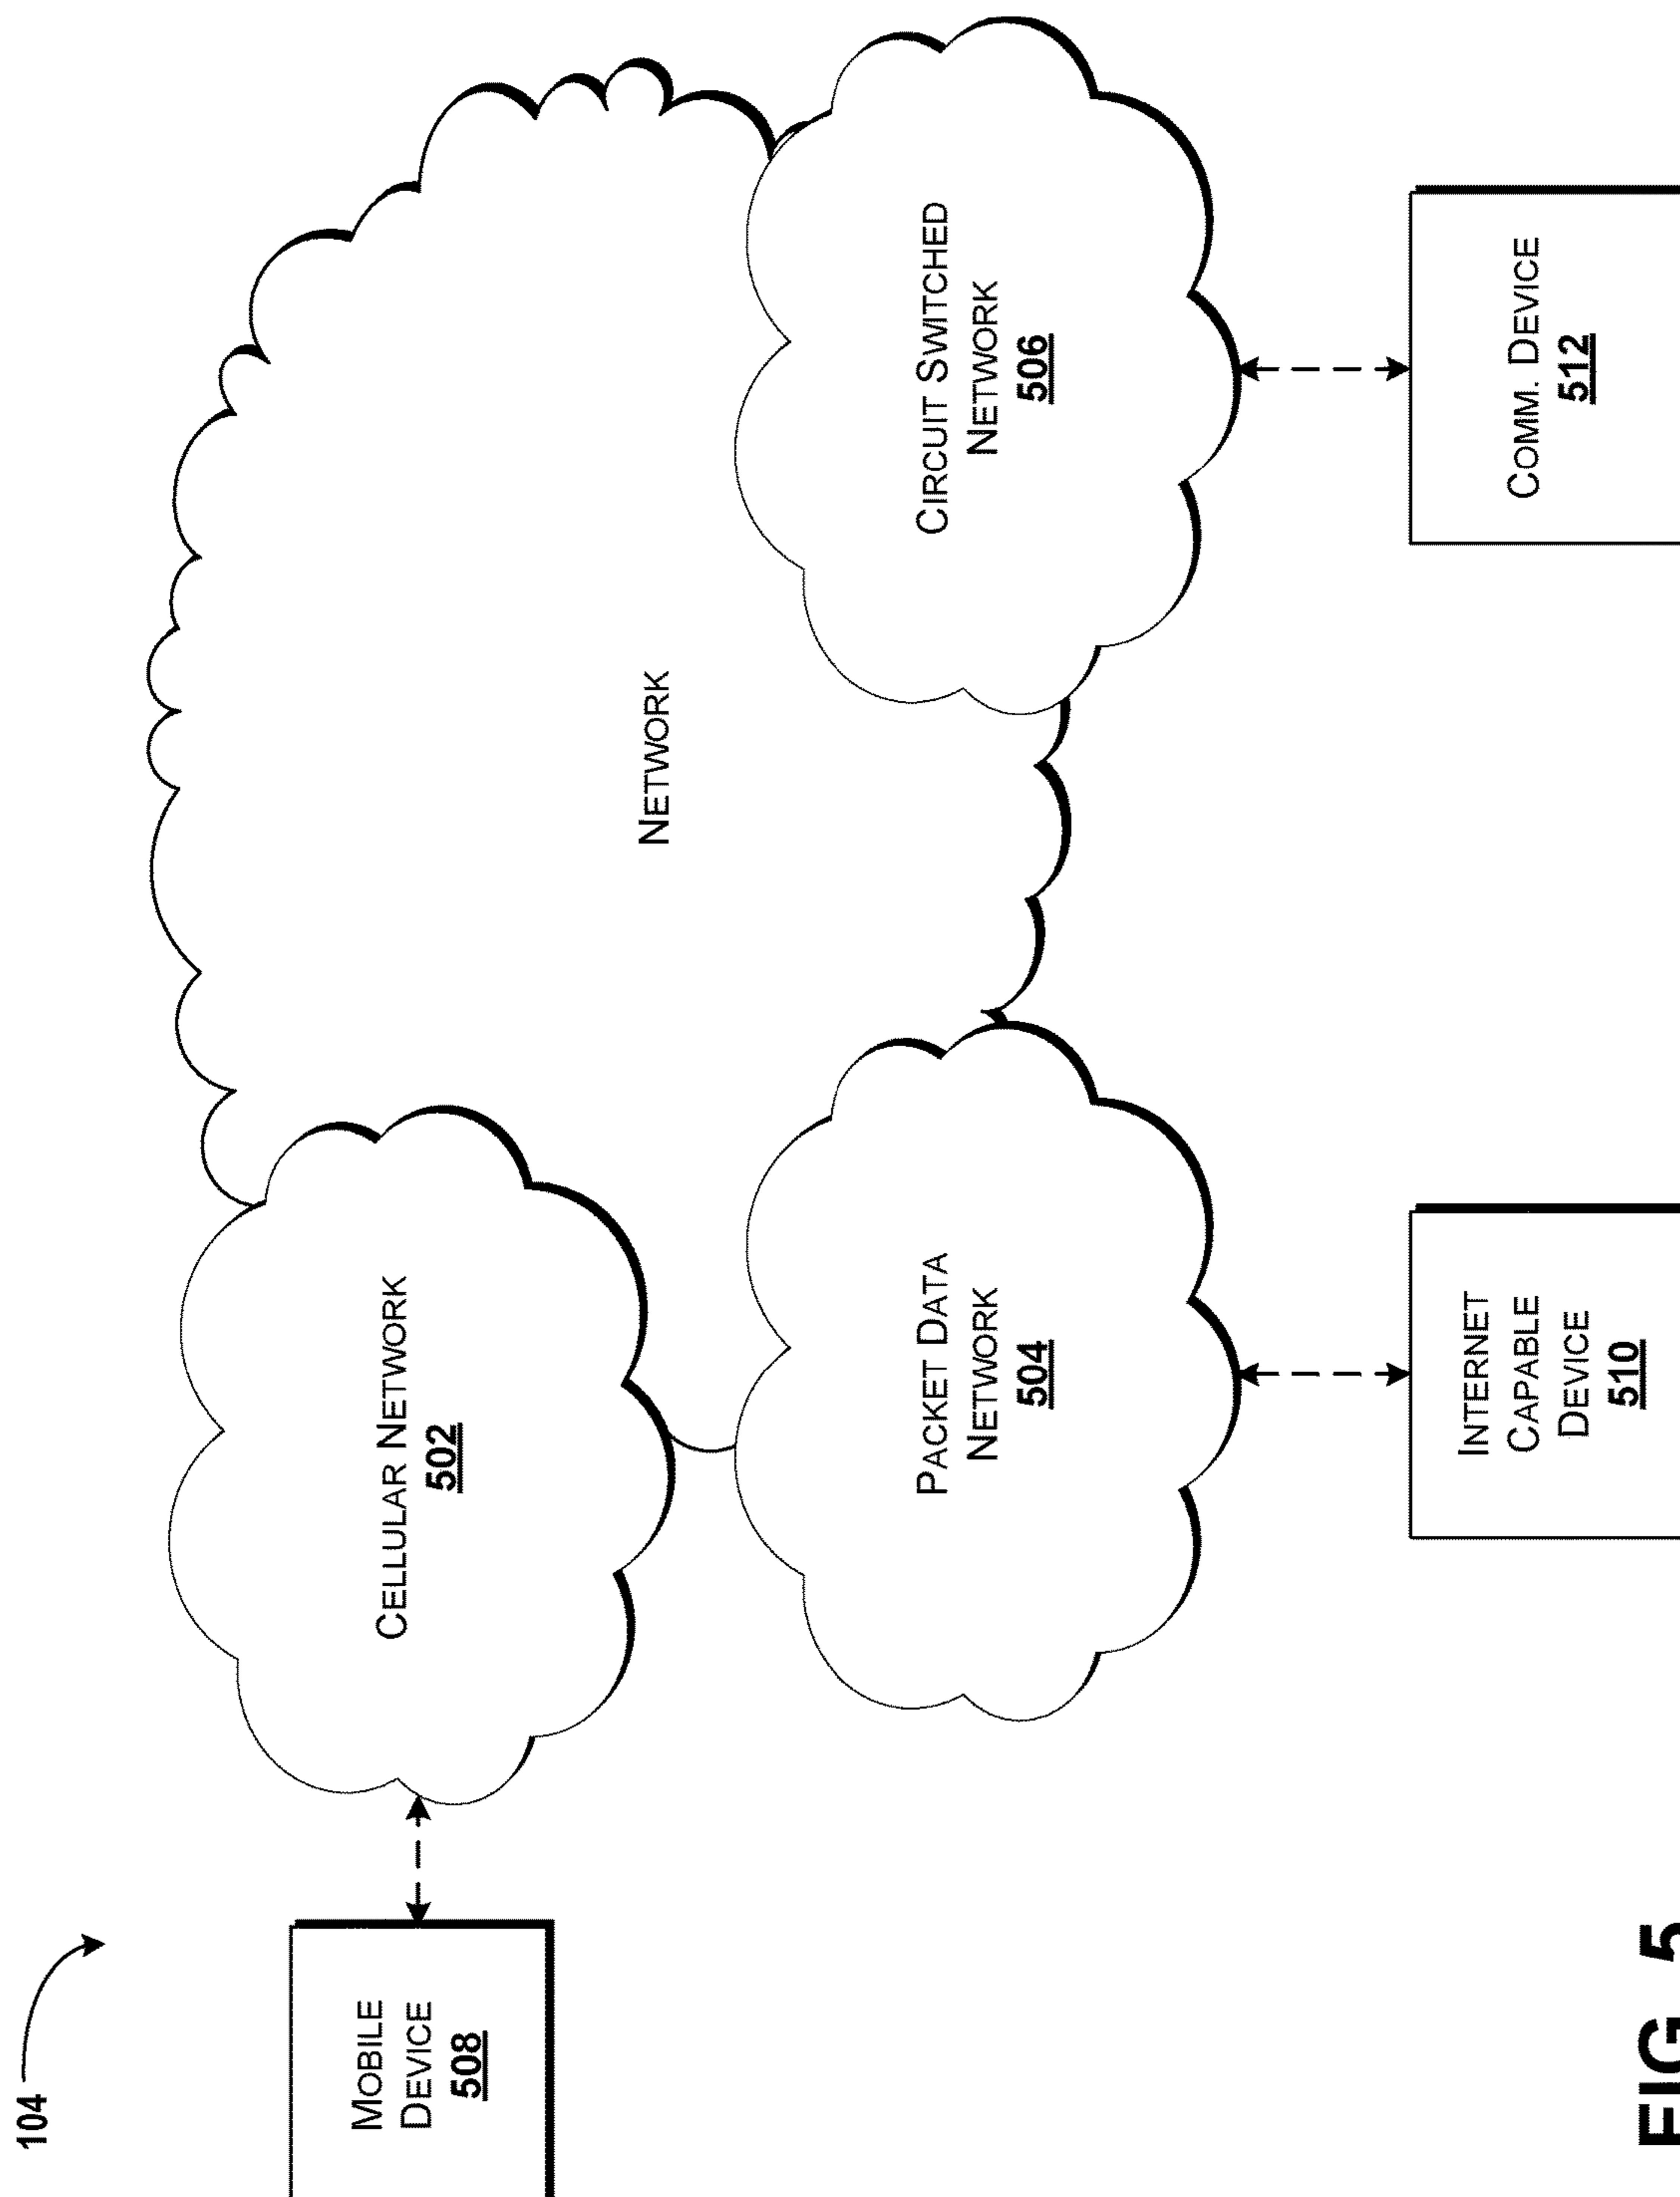 104
NETWORK
CELLULAR NETWORK
502
MOBILE
DEVICE
508
PACKET DATA
NETWORK
504
CIRCUIT SWITCHED
NETWORK
506
INTERNET
CAPABLE
DEVICE
510
COMM. DEVICE
512
FIG. 5